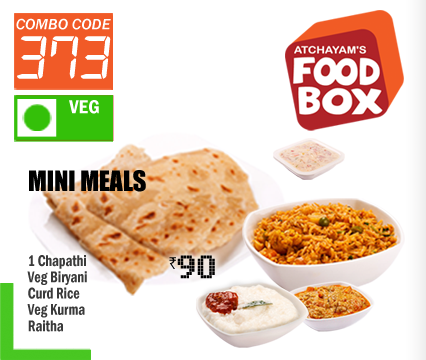 COMBO CODE
373
VEG
ATCHAYAM'S
FOOD
BOX
MINI MEALS
₹90
1 Chapathi
Veg Biryani
Curd Rice
Veg Kurma
Raitha